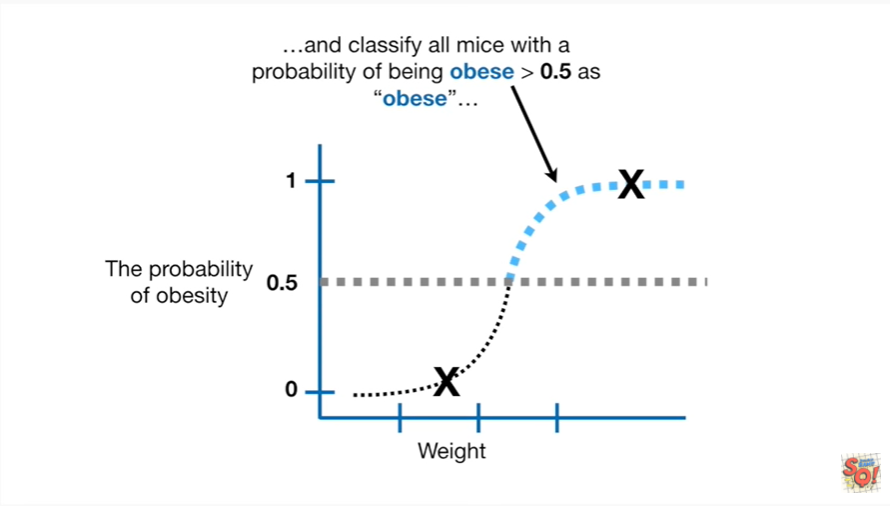 …and classify all mice with a
probability of being obese > 0.5 as
“obese”…
1
The probability
of obesity
0.5
0
X
X
Weight
SQ!